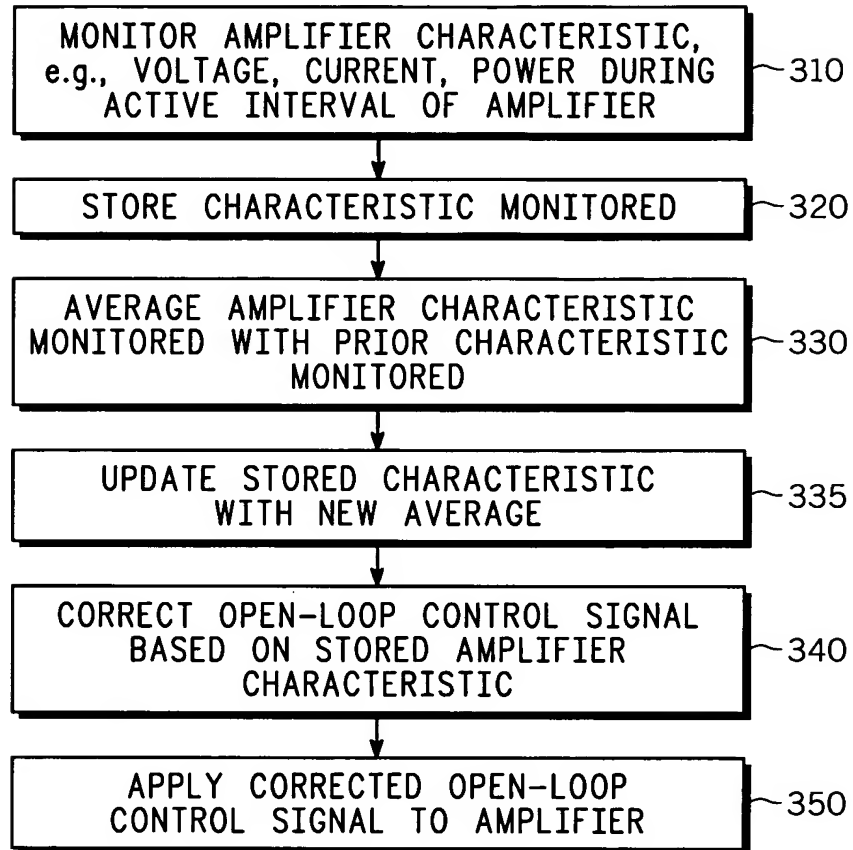 MONITOR AMPLIFIER CHARACTERISTIC,
e.g., VOLTAGE, CURRENT, POWER DURING
ACTIVE INTERVAL OF AMPLIFIER
310
STORE CHARACTERISTIC MONITORED
320
AVERAGE AMPLIFIER CHARACTERISTIC
MONITORED WITH PRIOR CHARACTERISTIC
MONITORED
330
UPDATE STORED CHARACTERISTIC
WITH NEW AVERAGE
335
CORRECT OPEN-LOOP CONTROL SIGNAL
BASED ON STORED AMPLIFIER
CHARACTERISTIC
340
APPLY CORRECTED OPEN-LOOP
CONTROL SIGNAL TO AMPLIFIER
350